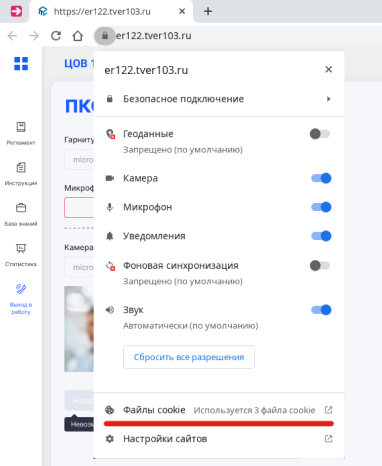 https://er122.tver103.ru
er122.tver103.ru
ЦОВ 1
er122.tver103.ru
Безопасное подключение
ПКС
Регламент
Инструкция
База знаний
Статистика
Выход в
работу
Гарниту
micro
Микроф
Камера
micro
Нача
Невозм
Геоданные
Запрещено (по умолчанию)
Камера
Микрофон
Уведомления
Фоновая синхронизация
Запрещено (по умолчанию)
Звук
Автоматически (по умолчанию)
Сбросить все разрешения
Файлы cookie Используется 3 файла cookie
Настройки сайтов